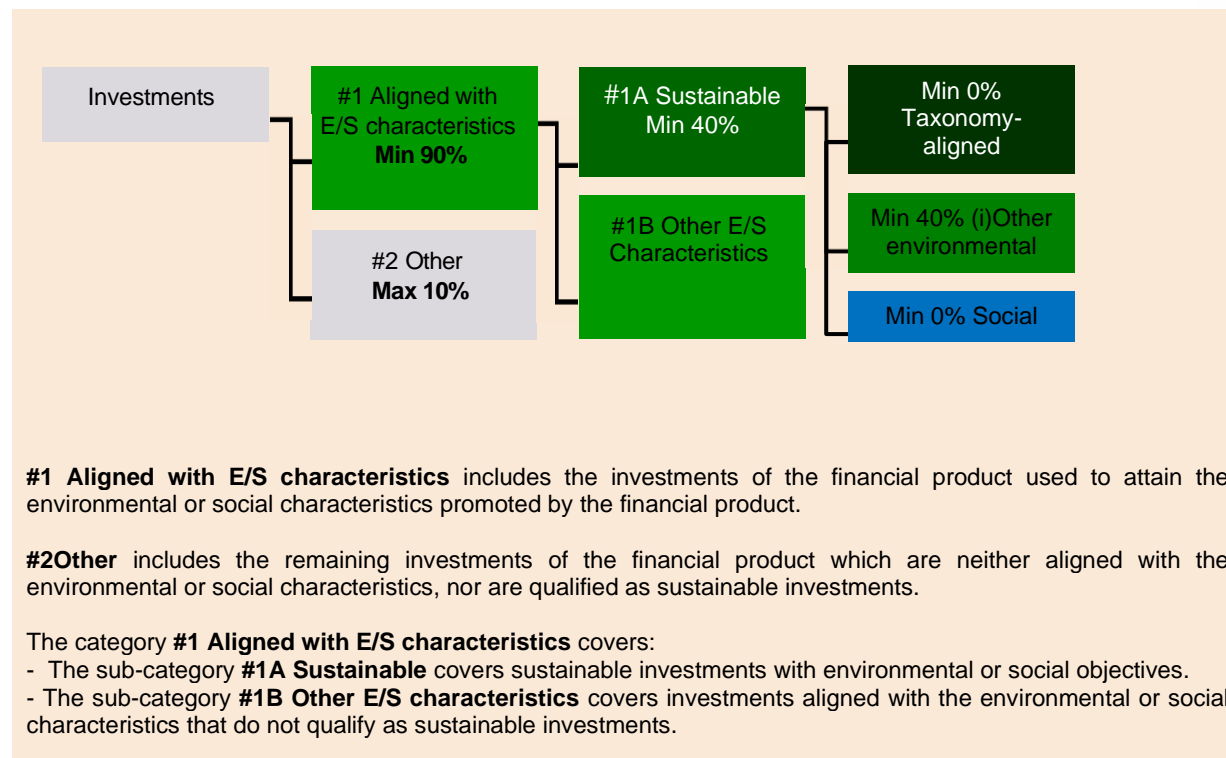 Investments
#1 Aligned with
E/S characteristics
Min 90%
#2 Other
Max 10%
#1A Sustainable
Min 40%
#1B Other E/S
Characteristics
Min 0%
Taxonomy-
aligned
Min 40% (i)Other
environmental
Min 0% Social
#1 Aligned with E/S characteristics includes the investments of the financial product used to attain the
environmental or social characteristics promoted by the financial product.
#2Other includes the remaining investments of the financial product which are neither aligned with the
environmental or social characteristics, nor are qualified as sustainable investments.
The category #1 Aligned with E/S characteristics covers:
- The sub-category #1A Sustainable covers sustainable investments with environmental or social objectives.
- The sub-category #1B Other E/S characteristics covers investments aligned with the environmental or social
characteristics that do not qualify as sustainable investments.